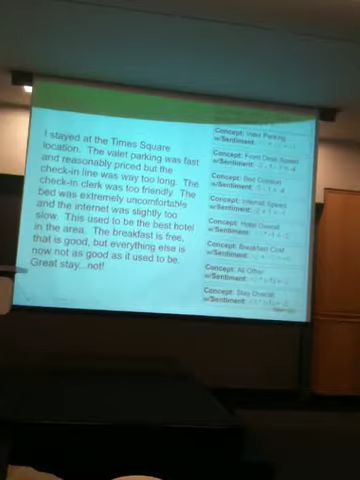 I stayed at the Times Square
location. The valet parking was fast
and reasonably priced but the
check-in line was way too long. The
check-in clerk was too friendly. The
bed was extremely uncomfortable
and the internet was slightly too
slow. This used to be the best hotel
in the area. The breakfast is free,
that is good, but everything else is
now not as good as it used to be.
Great stay...not!
Concept: Valet Parking
w/Sentiment:
Concept: Front Desk Speed
w/Sentiment:
Concept: Bed Comfort
w/Sentiment:
Concept: Internet Speed
w/Sentiment:
Concept: Hotel Overall
w/Sentiment:
Concept: Breakfast Cost
w/Sentiment:
Concept: All Other
w/Sentiment:
Concept: Stay Overall
w/Sentiment: